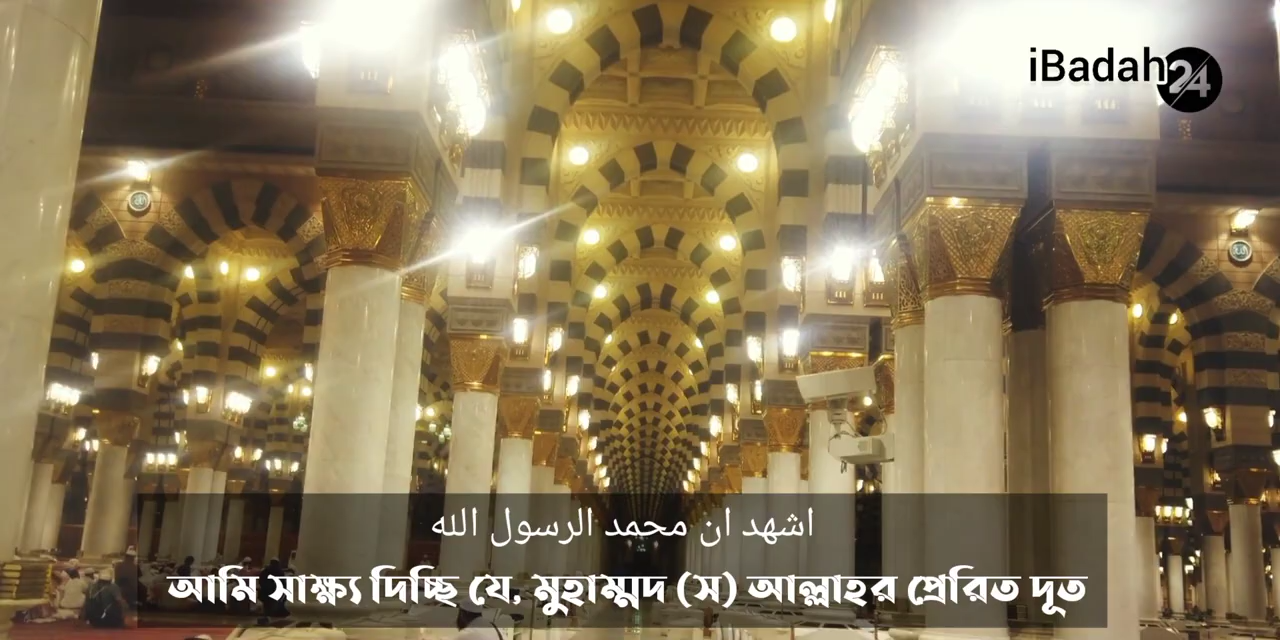 iBadah24
اشهد ان محمد الرسول الله
আমি সাক্ষ্য দিচ্ছি যে, মুহাম্মদ (স) আল্লাহর প্রেরিত দূত